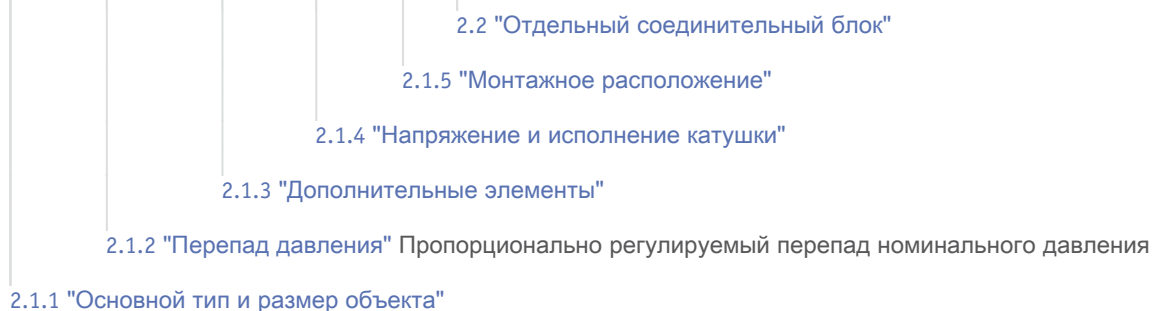 2.2 "Отдельный соединительный блок"
2.1.5 "Монтажное расположение"
2.1.4 "Напряжение и исполнение катушки"
2.1.3 "Дополнительные элементы"
2.1.2 "Перепад давления" Пропорционально регулируемый перепад номинального давления
2.1.1 "Основной тип и размер объекта"